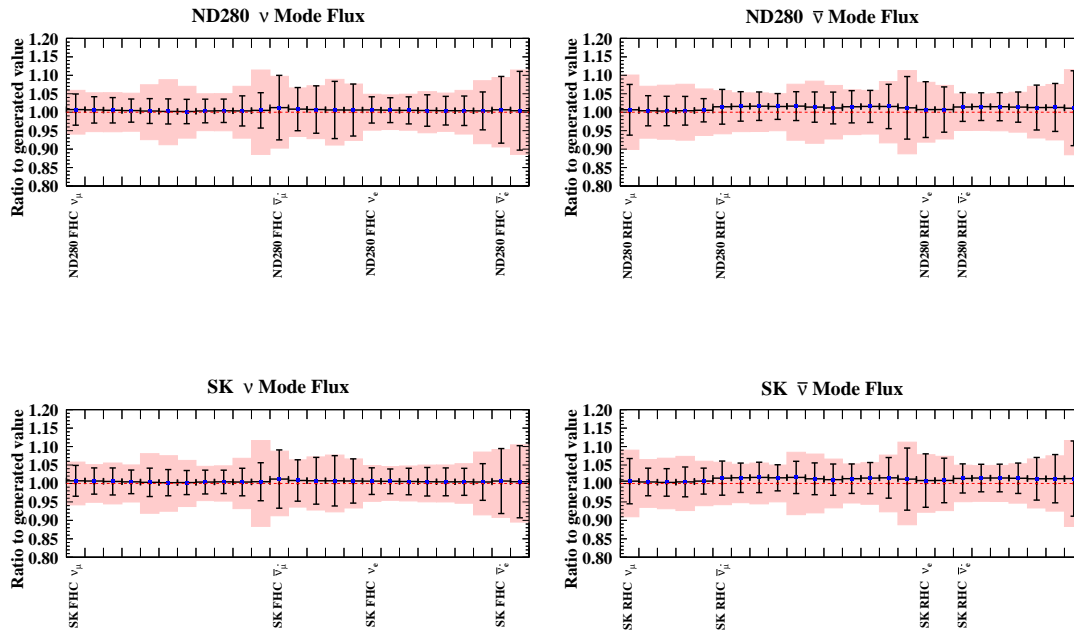 ND280 ν Mode Flux
Ratio to generated value
1.20
1.15
1.10
1.05
1.00
0.95
0.90
0.85
0.80
ND280 FHC ν_μ
ND280 FHC ν̅_μ
ND280 FHC ν_e
ND280 FHC ν̅_e
ND280 ν̅ Mode Flux
Ratio to generated value
1.20
1.15
1.10
1.05
1.00
0.95
0.90
0.85
0.80
ND280 RHC ν_μ
ND280 RHC ν̅_μ
ND280 RHC ν_e
ND280 RHC ν̅_e
SK ν Mode Flux
Ratio to generated value
1.20
1.15
1.10
1.05
1.00
0.95
0.90
0.85
0.80
SK FHC ν_μ
SK FHC ν̅_μ
SK FHC ν_e
SK FHC ν̅_e
SK ν̅ Mode Flux
Ratio to generated value
1.20
1.15
1.10
1.05
1.00
0.95
0.90
0.85
0.80
SK RHC ν_μ
SK RHC ν̅_μ
SK RHC ν_e
SK RHC ν̅_e